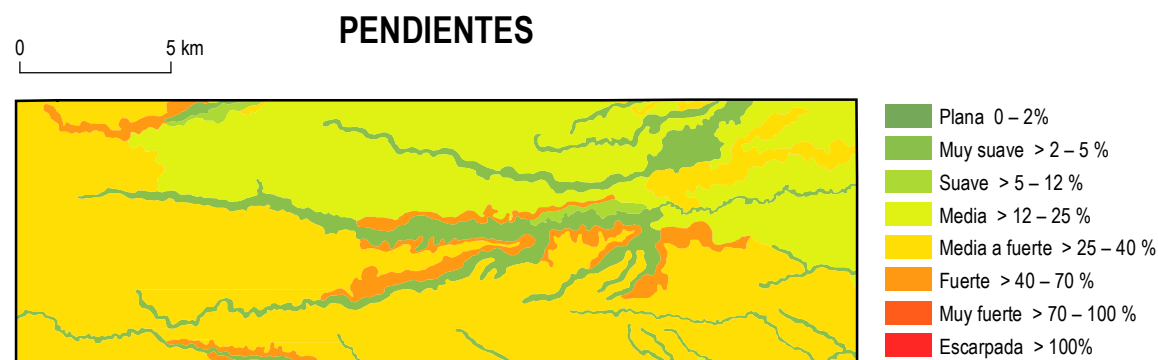 PENDIENTES
0 5 km
Plana 0 – 2%
Muy suave > 2 – 5 %
Suave > 5 – 12 %
Media > 12 – 25 %
Media a fuerte > 25 – 40 %
Fuerte > 40 – 70 %
Muy fuerte > 70 – 100 %
Escarpada > 100%